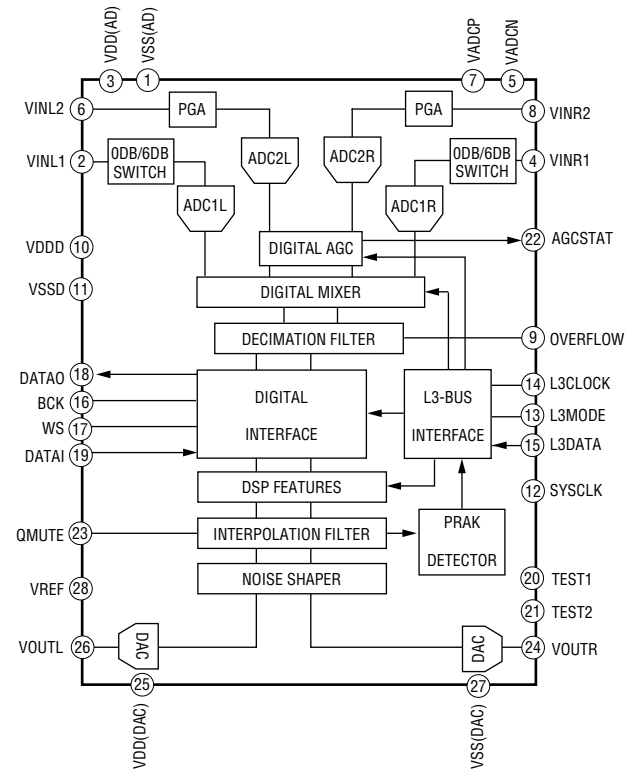 VDD(AD)
VSS(AD)
VADCP
VADCN
3
1
7
5
VINL2
6
PGA
PGA
8
VINR2
VINL1
2
0DB/6DB
SWITCH
ADC2L
ADC2R
0DB/6DB
SWITCH
4
VINR1
ADC1L
ADC1R
VDDD
10
DIGITAL AGC
22
AGCSTAT
VSSD
11
DIGITAL MIXER
DECIMATION FILTER
9
OVERFLOW
DATAO
18
DIGITAL
INTERFACE
L3-BUS
INTERFACE
14
L3CLOCK
BCK
16
13
L3MODE
WS
17
15
L3DATA
DATAI
19
DSP FEATURES
12
SYSCLK
QMUTE
23
INTERPOLATION FILTER
PRAK
DETECTOR
NOISE SHAPER
20
TEST1
VREF
28
21
TEST2
VOUTL
26
DAC
DAC
24
VOUTR
25
27
VDD(DAC)
VSS(DAC)